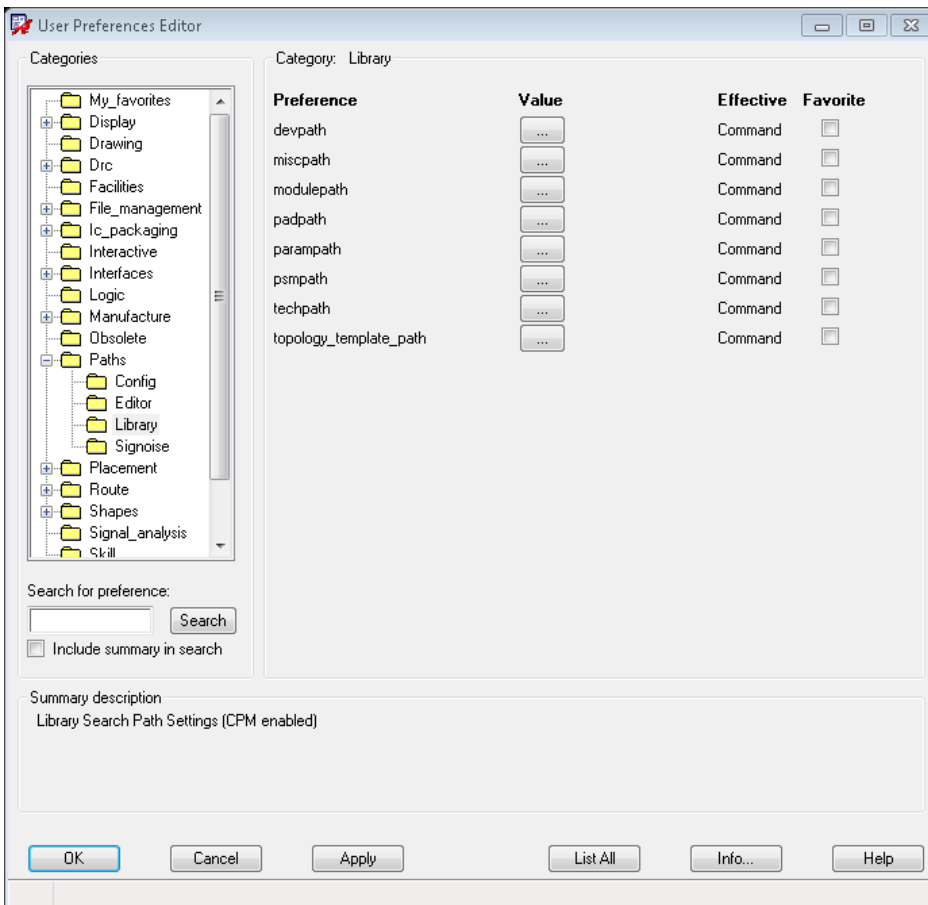 User Preferences Editor
Categories
My_favorites
Display
Drawing
Drc
Facilities
File_management
Ic_packaging
Interactive
Interfaces
Logic
Manufacture
Obsolete
Paths
Config
Editor
Library
Signoise
Placement
Route
Shapes
Signal_analysis
Skill
Search for preference:
Search
Include summary in search
Category: Library
Preference Value Effective Favorite
devpath ... Command
miscpath ... Command
modulepath ... Command
padpath ... Command
parampath ... Command
psmpath ... Command
techpath ... Command
topology_template_path ... Command
Summary description
Library Search Path Settings (CPM enabled)
OK Cancel Apply List All Info... Help